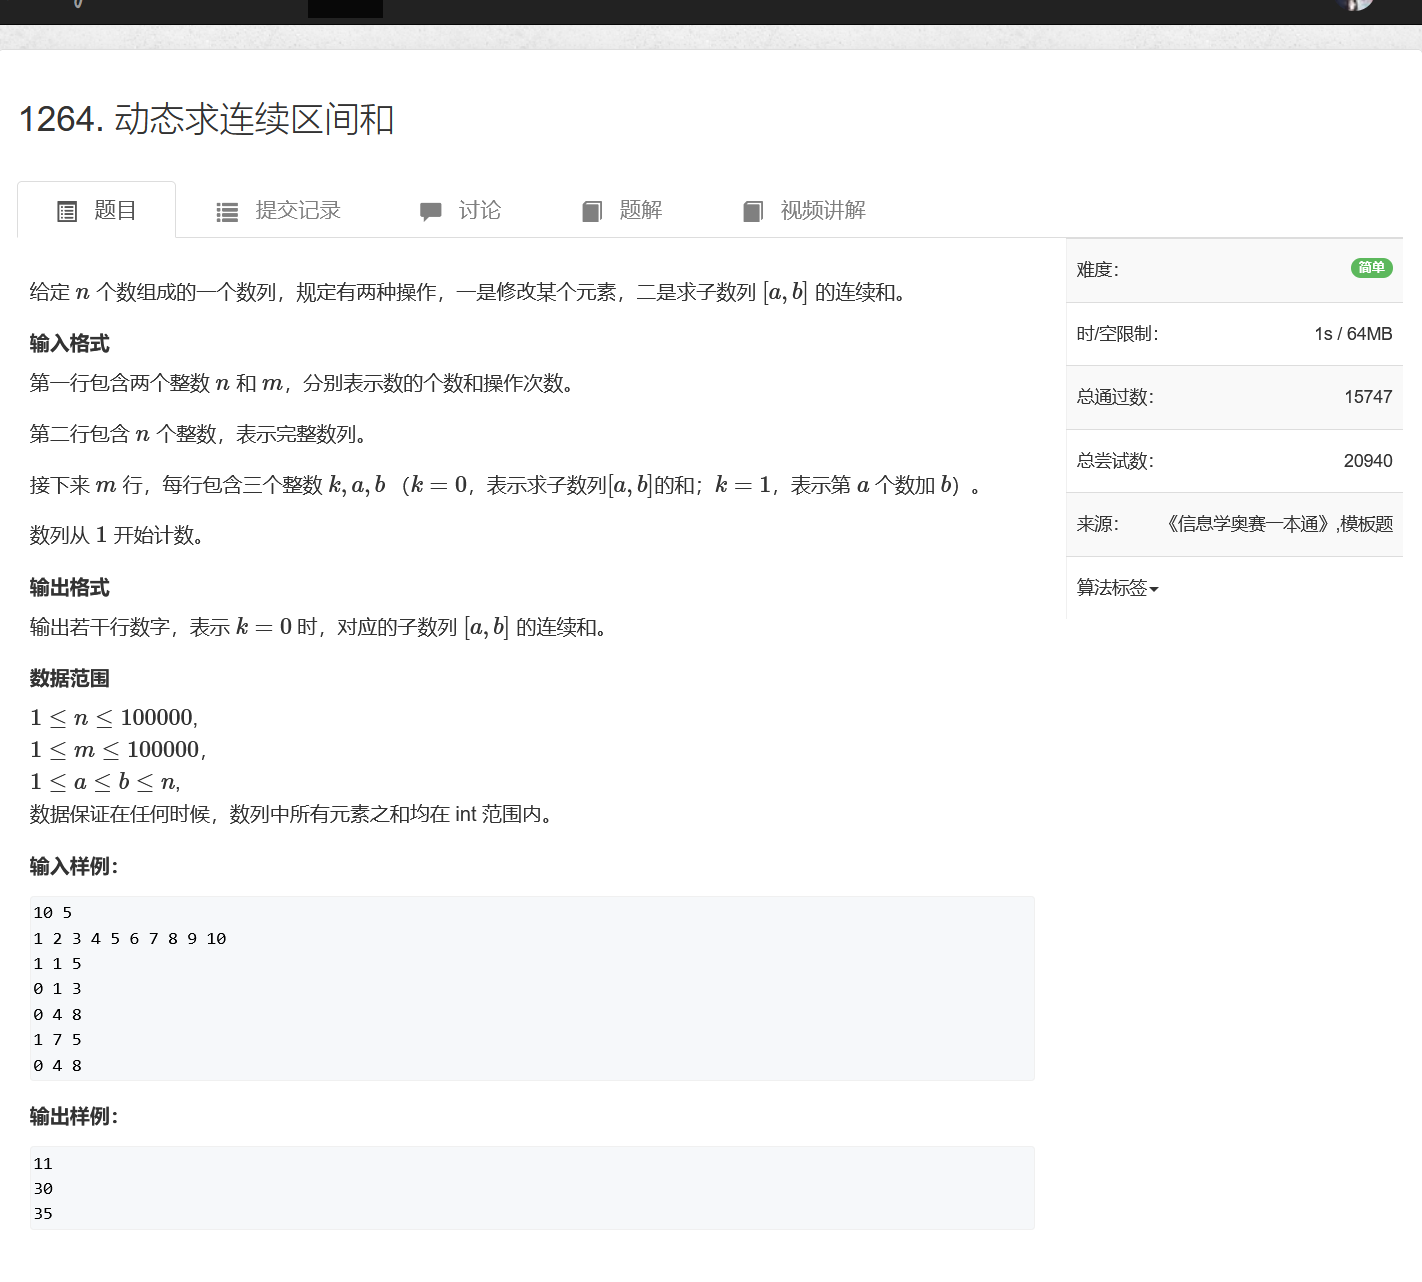 1264. 动态求连续区间和
题目 提交记录 讨论 题解 视频讲解
给定 n 个数组成的一个数列，规定有两种操作，一是修改某个元素，二是求子数列 [a, b] 的连续和。
输入格式
第一行包含两个整数 n 和 m，分别表示数的个数和操作次数。
第二行包含 n 个整数，表示完整数列。
接下来 m 行，每行包含三个整数 k, a, b （k = 0，表示求子数列[a, b]的和；k = 1，表示第 a 个数加 b）。
数列从 1 开始计数。
输出格式
输出若干行数字，表示 k = 0 时，对应的子数列 [a, b] 的连续和。
数据范围
1 ≤ n ≤ 100000,
1 ≤ m ≤ 100000，
1 ≤ a ≤ b ≤ n,
数据保证在任何时候，数列中所有元素之和均在 int 范围内。
输入样例：
10 5
1 2 3 4 5 6 7 8 9 10
1 1 5
0 1 3
0 4 8
1 7 5
0 4 8
输出样例：
11
30
35
难度： 简单
时/空限制： 1s / 64MB
总通过数： 15747
总尝试数： 20940
来源： 《信息学奥赛一本通》,模板题
算法标签